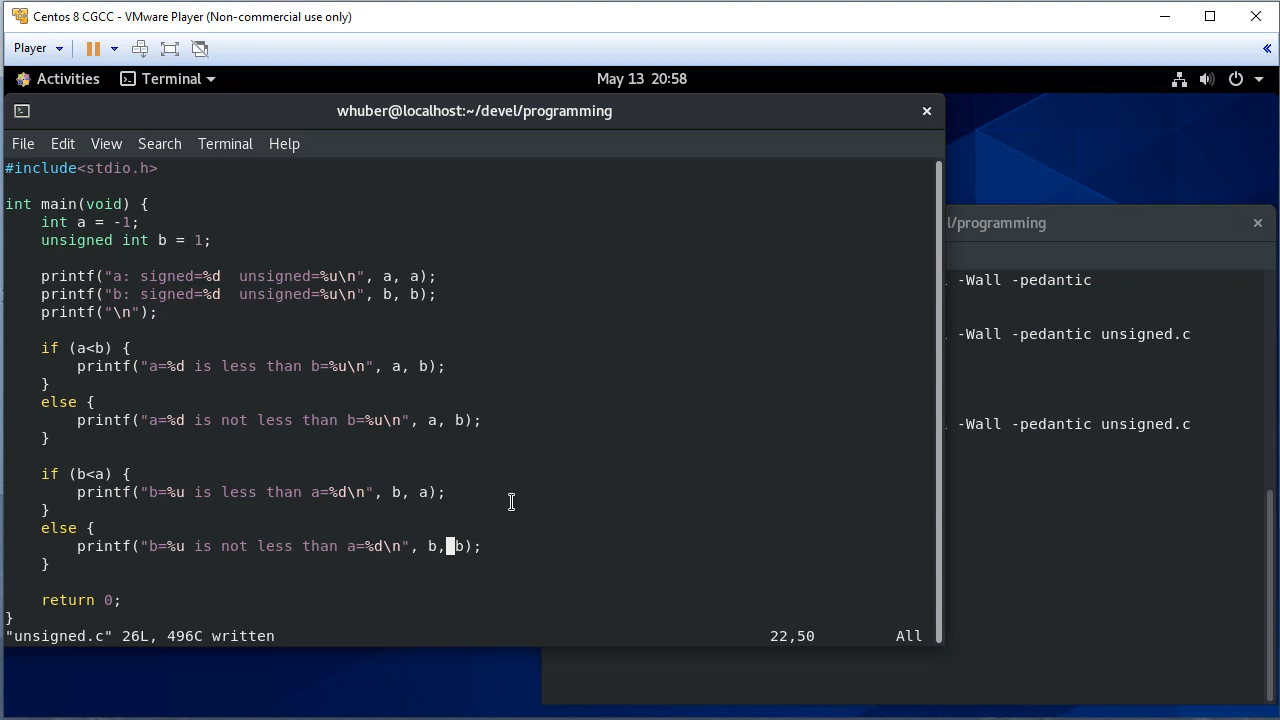 Centos 8 CGCC - VMware Player (Non-commercial use only)
Player
Activities Terminal May 13 20:58
whuber@localhost:~/devel/programming
File Edit View Search Terminal Help
#include<stdio.h>
int main(void) {
    int a = -1;
    unsigned int b = 1;
    printf("a: signed=%d  unsigned=%u\n", a, a);
    printf("b: signed=%d  unsigned=%u\n", b, b);
    printf("\n");
    if (a<b) {
        printf("a=%d is less than b=%u\n", a, b);
    }
    else {
        printf("a=%d is not less than b=%u\n", a, b);
    }
    if (b<a) {
        printf("b=%u is less than a=%d\n", b, a);
    }
    else {
        printf("b=%u is not less than a=%d\n", b, b);
    }
    return 0;
}
"unsigned.c" 26L, 496C written 22,50 All
l/programming
-Wall -pedantic
-Wall -pedantic unsigned.c
-Wall -pedantic unsigned.c